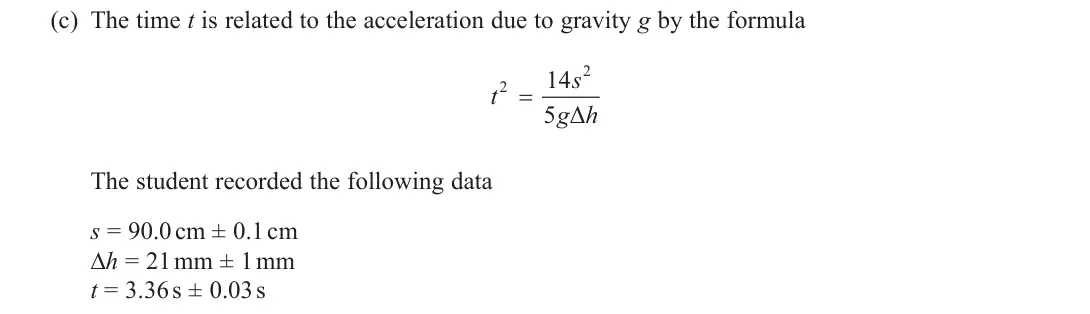 (c) The time t is related to the acceleration due to gravity g by the formula
t² = 14s² / 5gΔh
The student recorded the following data
s = 90.0 cm ± 0.1 cm
Δh = 21 mm ± 1 mm
t = 3.36 s ± 0.03 s